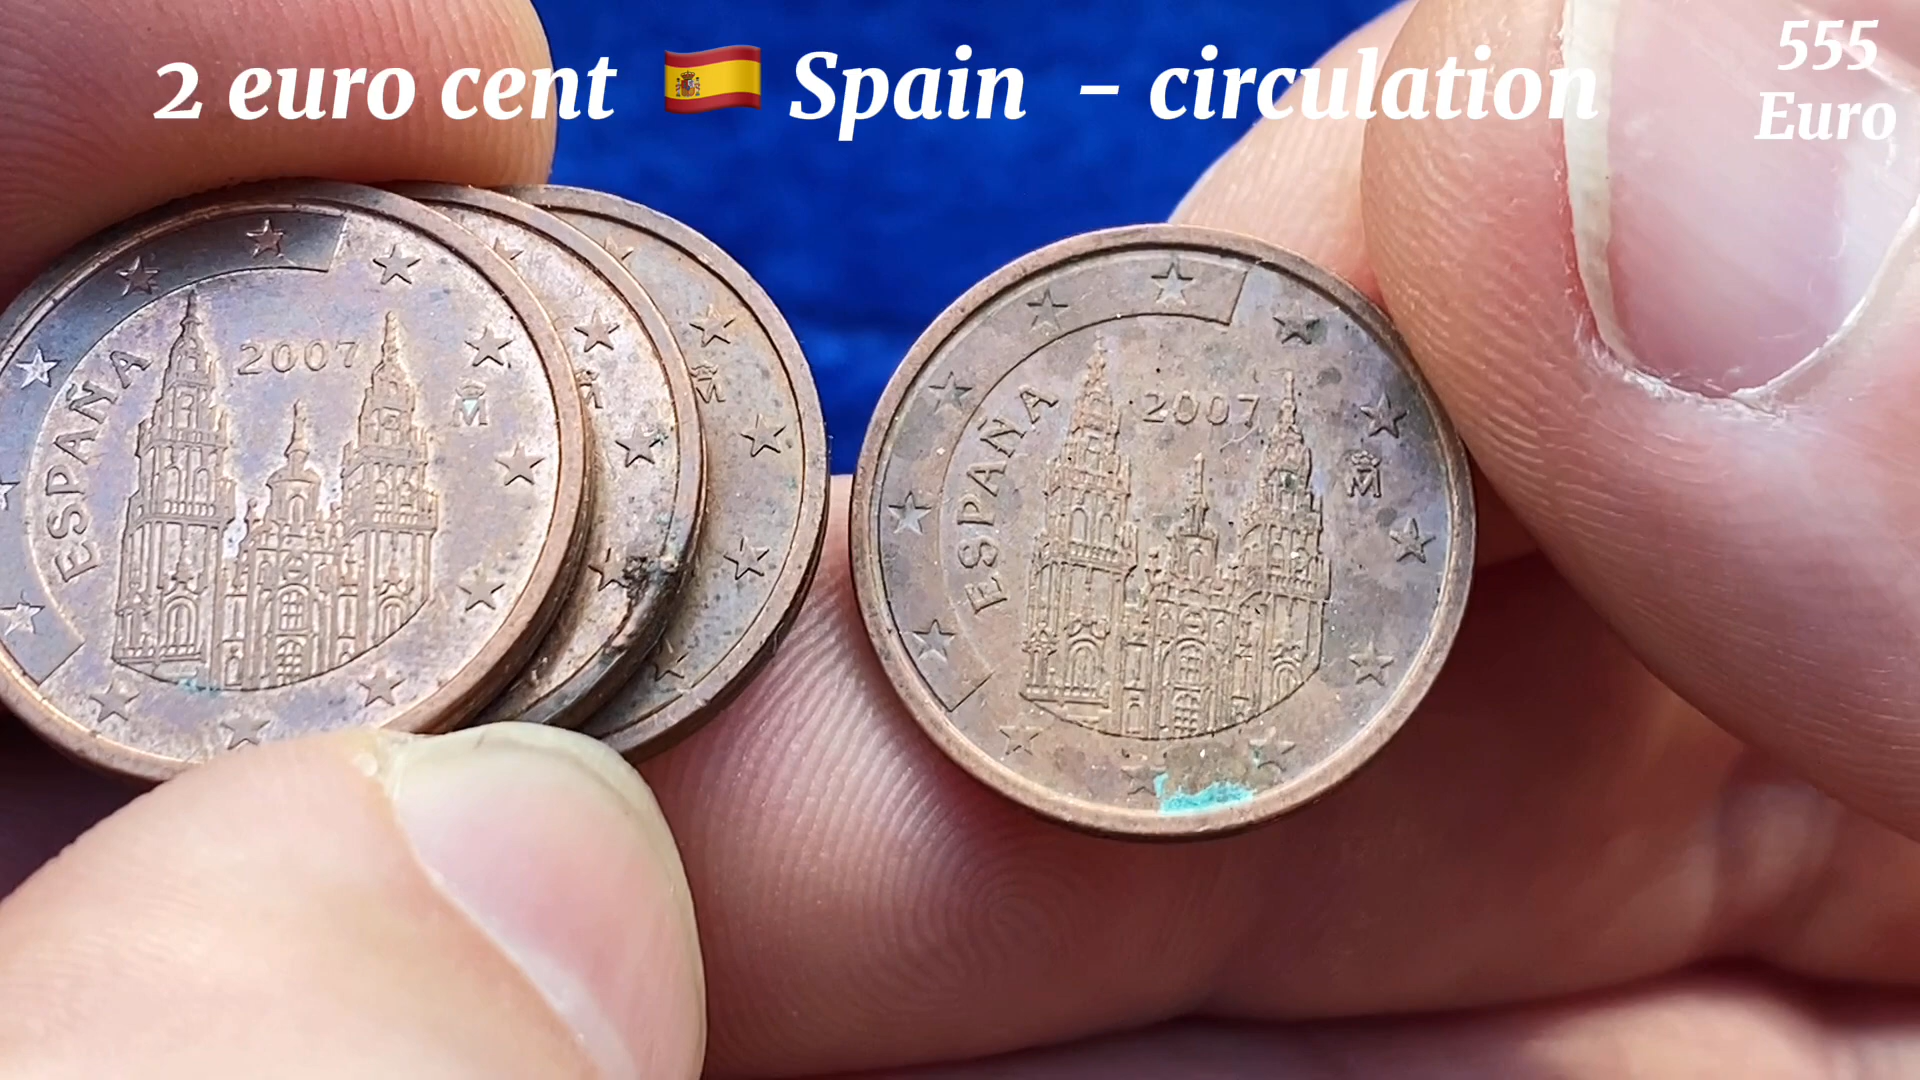 2 euro cent 🇪🇸 Spain – circulation
555
Euro
ESPAÑA
2007
M
M
M
ESPAÑA
2007
M